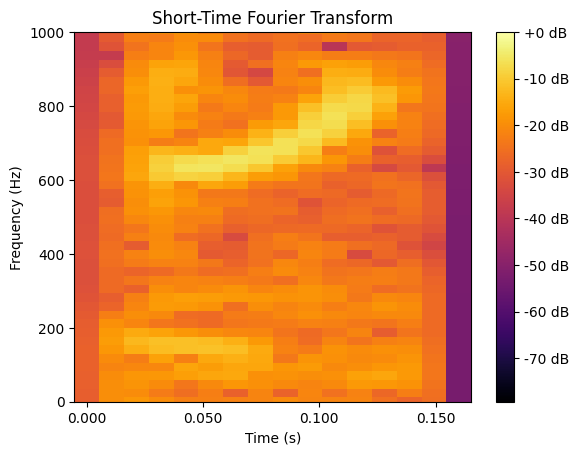 Short-Time Fourier Transform
1000
800
600
400
200
0
Frequency (Hz)
0.000
0.050
0.100
0.150
Time (s)
+0 dB
-10 dB
-20 dB
-30 dB
-40 dB
-50 dB
-60 dB
-70 dB